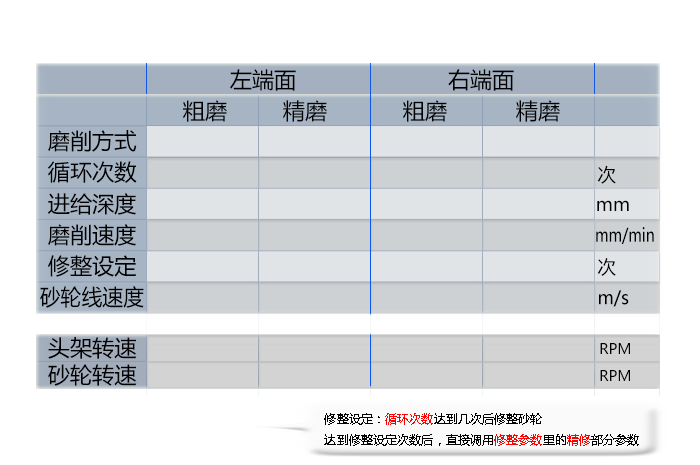 左端面 右端面
粗磨 精磨 粗磨 精磨
磨削方式
循环次数 次
进给深度 mm
磨削速度 mm/min
修整设定 次
砂轮线速度 m/s
头架转速 RPM
砂轮转速 RPM
修整设定：循环次数达到几次后修整砂轮
达到修整设定次数后，直接调用修整参数里的精修部分参数